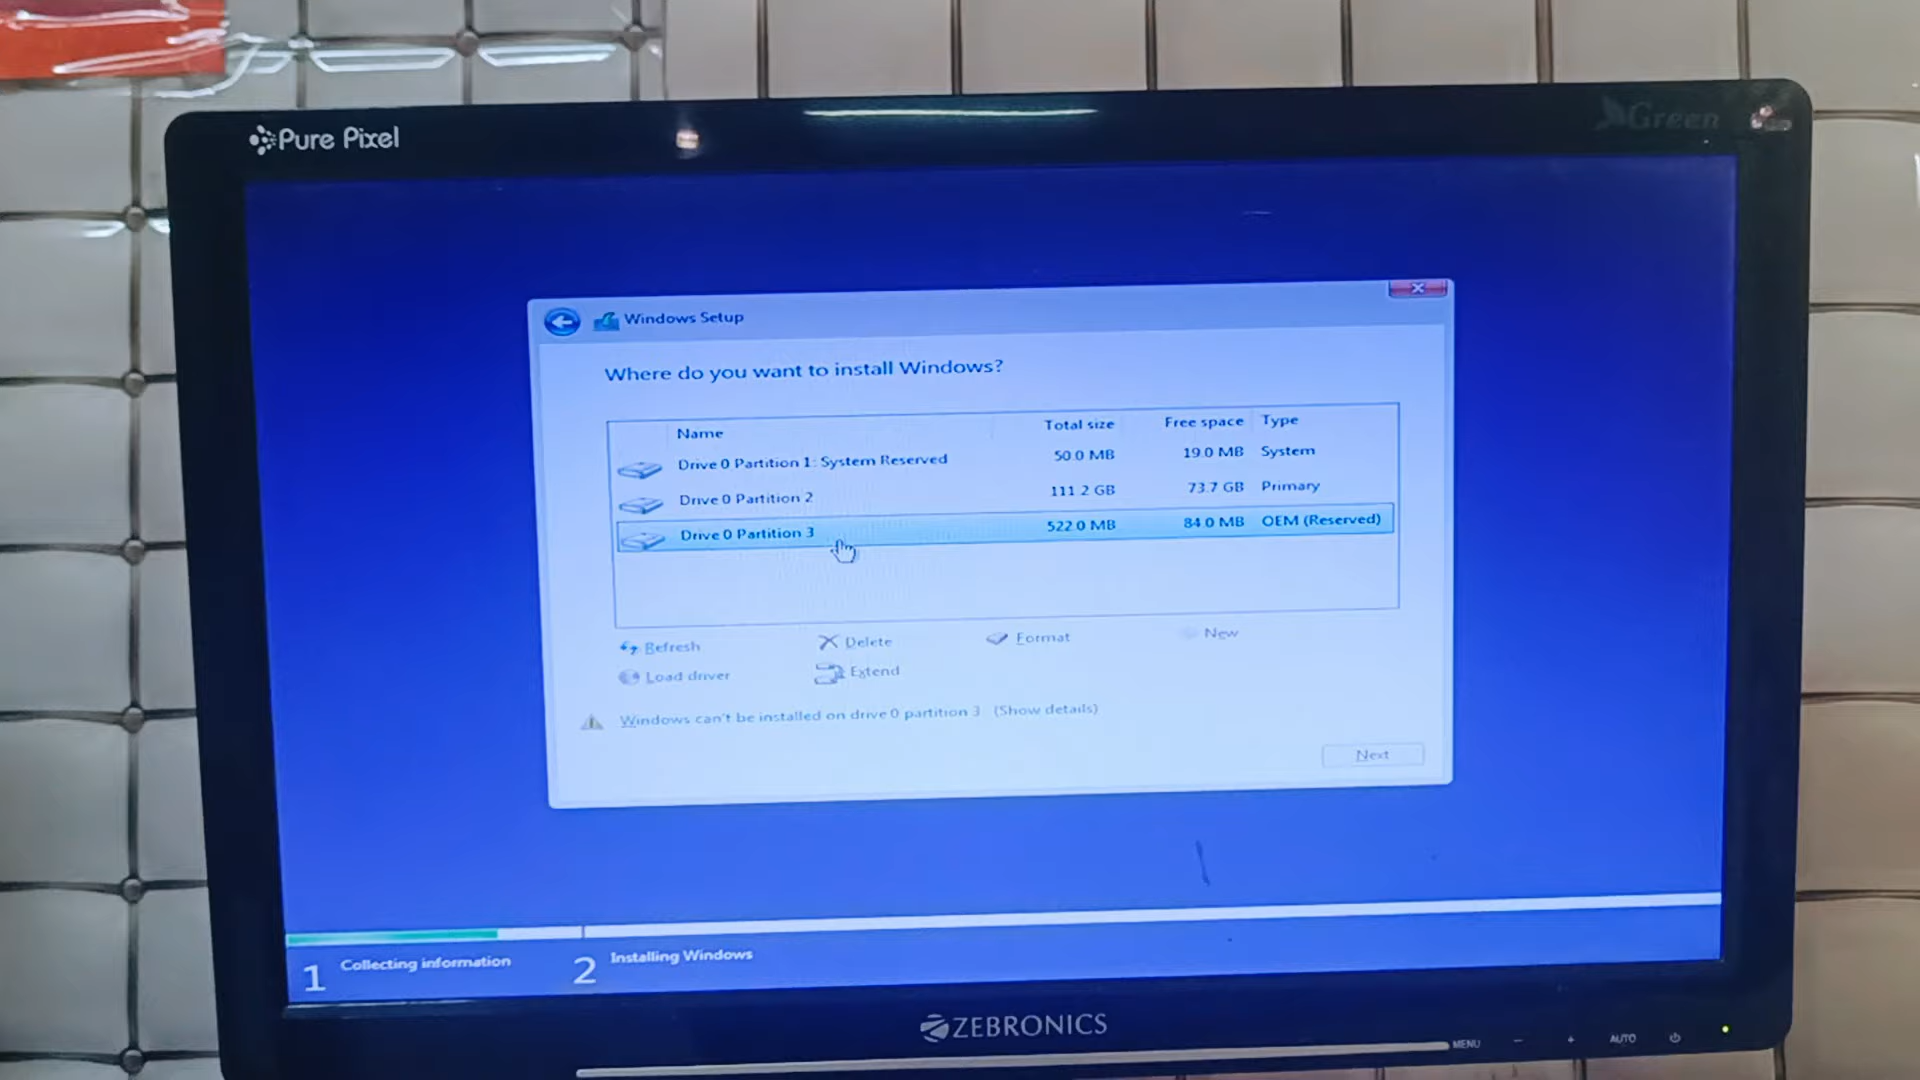 Pure Pixel
Green
Windows Setup
Where do you want to install Windows?
Name Total size Free space Type
Drive 0 Partition 1: System Reserved 50.0 MB 19.0 MB System
Drive 0 Partition 2 111.2 GB 73.7 GB Primary
Drive 0 Partition 3 522.0 MB 84.0 MB OEM (Reserved)
Refresh Delete Format New
Load driver Extend
Windows can't be installed on drive 0 partition 3 (Show details)
Next
1 Collecting information 2 Installing Windows
ZEBRONICS
MENU - + AUTO